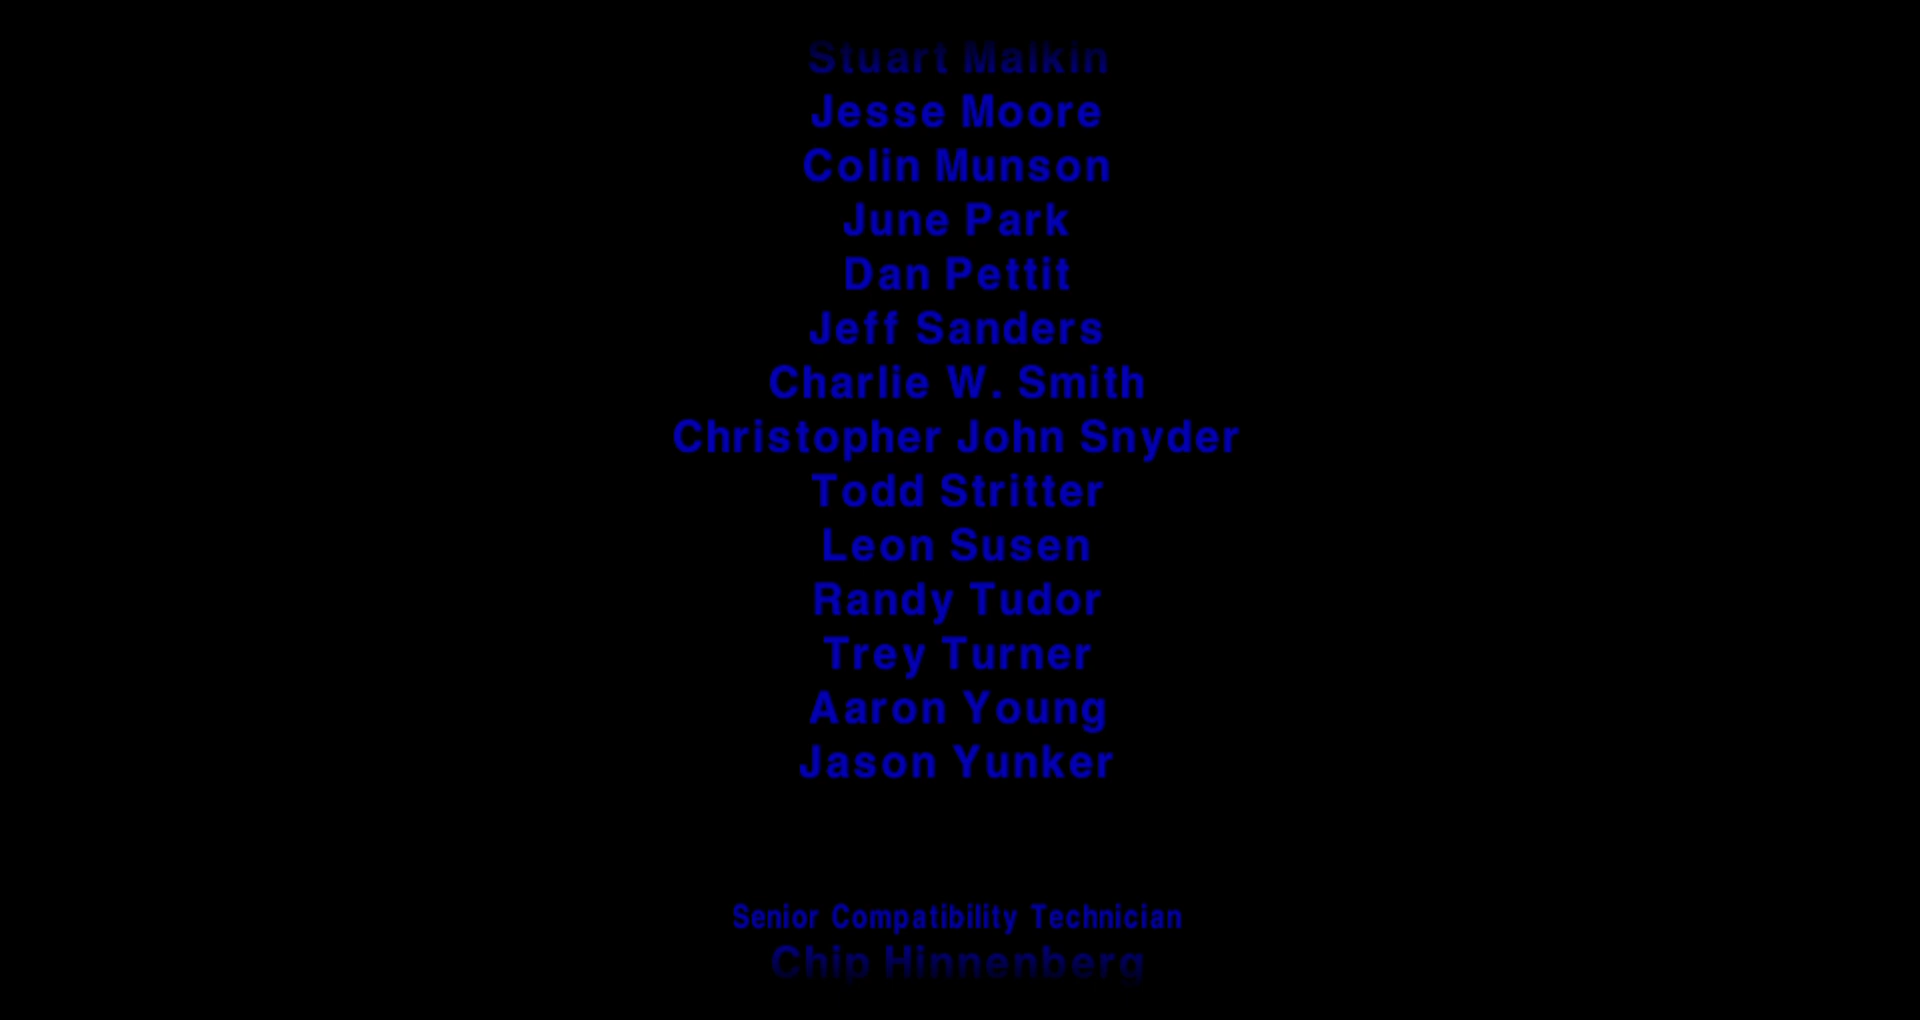 Stuart Malkin
Jesse Moore
Colin Munson
June Park
Dan Pettit
Jeff Sanders
Charlie W. Smith
Christopher John Snyder
Todd Stritter
Leon Susen
Randy Tudor
Trey Turner
Aaron Young
Jason Yunker
Senior Compatibility Technician
Chip Hinnenberg